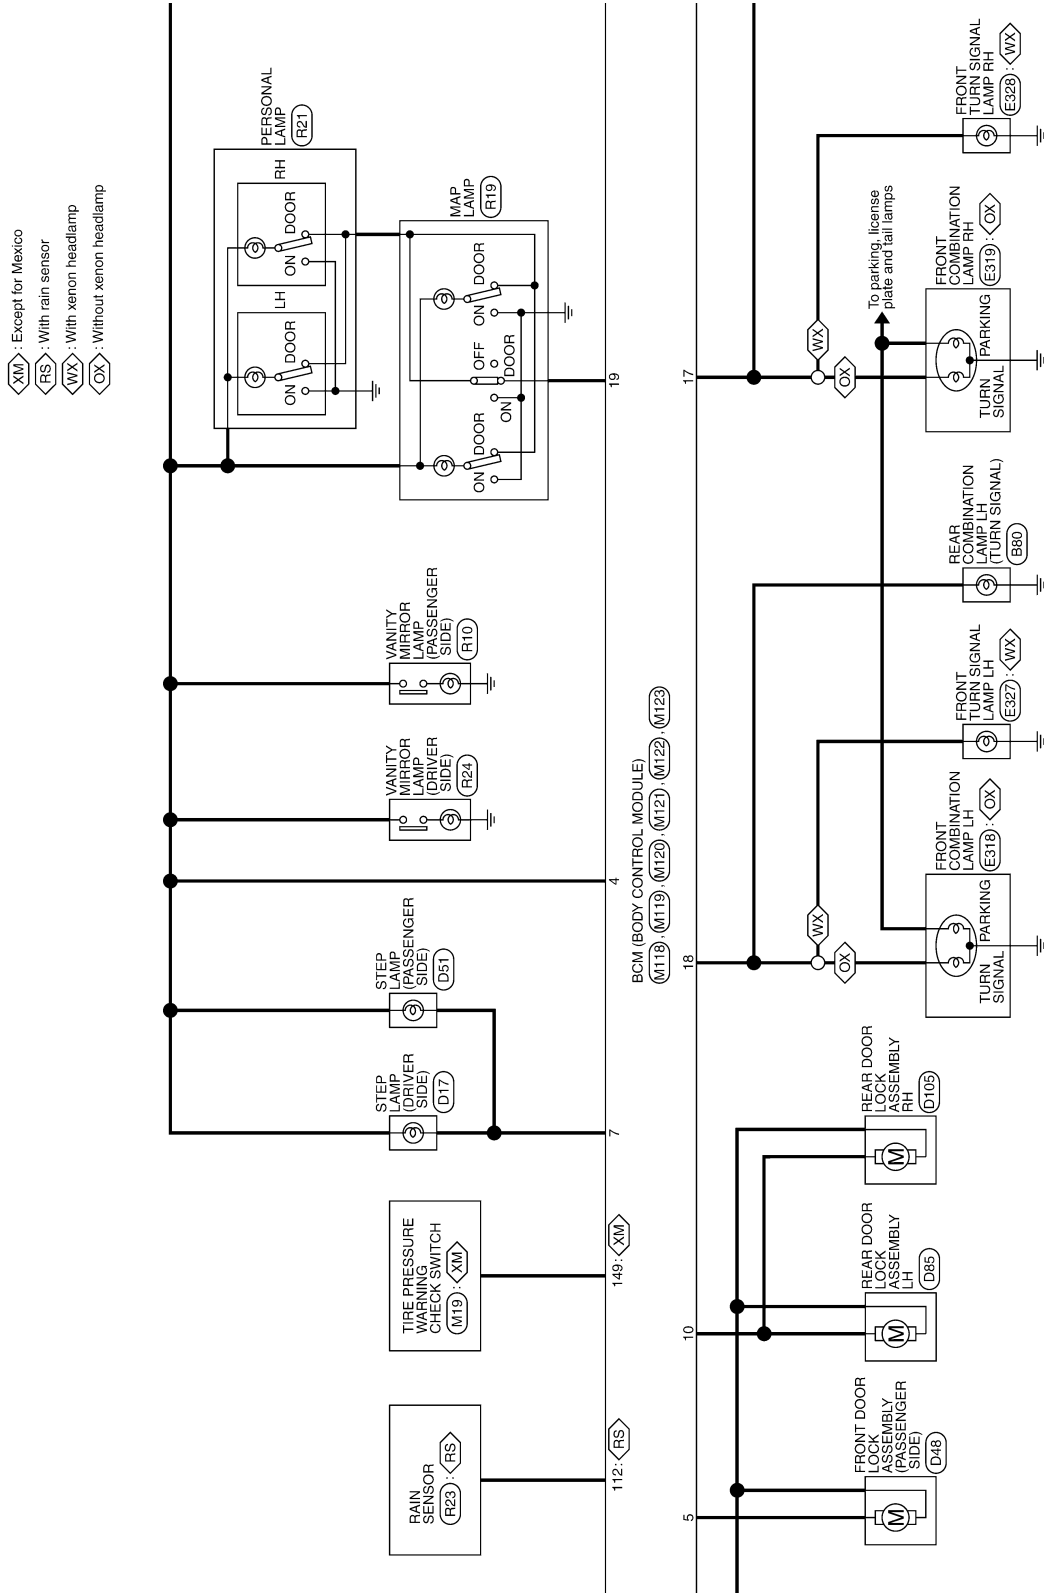 XM : Except for Mexico
RS : With rain sensor
WX : With xenon headlamp
OX : Without xenon headlamp
RAIN
SENSOR
R23 : RS
112 : RS
TIRE PRESSURE
WARNING
CHECK SWITCH
M19 : XM
149 : XM
STEP
LAMP
(DRIVER
SIDE)
D17
7
STEP
LAMP
(PASSENGER
SIDE)
D51
4
VANITY
MIRROR
LAMP
(DRIVER
SIDE)
R24
VANITY
MIRROR
LAMP
(PASSENGER
SIDE)
R10
PERSONAL
LAMP
R21
LH
RH
ON
DOOR
ON
DOOR
MAP
LAMP
R19
ON
DOOR
ON
OFF
DOOR
ON
DOOR
19
BCM (BODY CONTROL MODULE)
M118 , M119 , M120 , M121 , M122 , M123
5
10
18
17
FRONT DOOR
LOCK
ASSEMBLY
(PASSENGER
SIDE)
D48
M
REAR DOOR
LOCK
ASSEMBLY
LH
D85
M
REAR DOOR
LOCK
ASSEMBLY
RH
D105
M
WX
OX
FRONT
COMBINATION
LAMP LH
E318 : OX
TURN
SIGNAL
PARKING
FRONT
TURN SIGNAL
LAMP LH
E327 : WX
REAR
COMBINATION
LAMP LH
(TURN SIGNAL)
B80
WX
OX
To parking, license
plate and tail lamps
FRONT
COMBINATION
LAMP RH
E319 : OX
TURN
SIGNAL
PARKING
FRONT
TURN SIGNAL
LAMP RH
E328 : WX